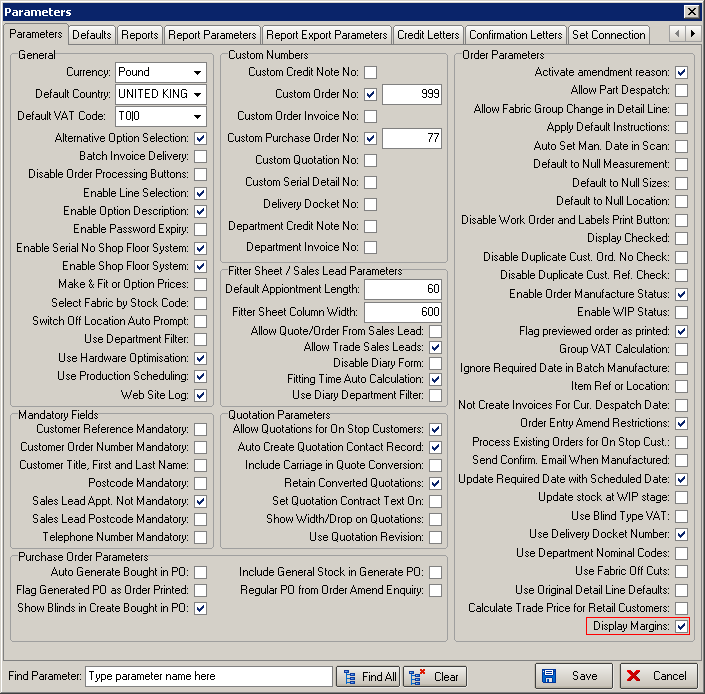 Parameters
Parameters Defaults Reports Report Parameters Report Export Parameters Credit Letters Confirmation Letters Set Connection
General
Currency: Pound
Default Country: UNITED KING
Default VAT Code: T0|0
Alternative Option Selection:
Batch Invoice Delivery:
Disable Order Processing Buttons:
Enable Line Selection:
Enable Option Description:
Enable Password Expiry:
Enable Serial No Shop Floor System:
Enable Shop Floor System:
Make & Fit or Option Prices:
Select Fabric by Stock Code:
Switch Off Location Auto Prompt:
Use Department Filter:
Use Hardware Optimisation:
Use Production Scheduling:
Web Site Log:
Mandatory Fields
Customer Reference Mandatory:
Customer Order Number Mandatory:
Customer Title, First and Last Name:
Postcode Mandatory:
Sales Lead Appt. Not Mandatory:
Sales Lead Postcode Mandatory:
Telephone Number Mandatory:
Custom Numbers
Custom Credit Note No:
Custom Order No: 999
Custom Order Invoice No:
Custom Purchase Order No: 77
Custom Quotation No:
Custom Serial Detail No:
Delivery Docket No:
Department Credit Note No:
Department Invoice No:
Fitter Sheet / Sales Lead Parameters
Default Appiontment Length: 60
Fitter Sheet Column Width: 600
Allow Quote/Order From Sales Lead:
Allow Trade Sales Leads:
Disable Diary Form:
Fitting Time Auto Calculation:
Use Diary Department Filter:
Quotation Parameters
Allow Quotations for On Stop Customers:
Auto Create Quotation Contact Record:
Include Carriage in Quote Conversion:
Retain Converted Quotations:
Set Quotation Contract Text On:
Show Width/Drop on Quotations:
Use Quotation Revision:
Purchase Order Parameters
Auto Generate Bought in PO:
Flag Generated PO as Order Printed:
Show Blinds in Create Bought in PO:
Include General Stock in Generate PO:
Regular PO from Order Amend Enquiry:
Order Parameters
Activate amendment reason:
Allow Part Despatch:
Allow Fabric Group Change in Detail Line:
Apply Default Instructions:
Auto Set Man. Date in Scan:
Default to Null Measurement:
Default to Null Sizes:
Default to Null Location:
Disable Work Order and Labels Print Button:
Display Checked:
Disable Duplicate Cust. Ord. No Check:
Disable Duplicate Cust. Ref. Check:
Enable Order Manufacture Status:
Enable WIP Status:
Flag previewed order as printed:
Group VAT Calculation:
Ignore Required Date in Batch Manufacture:
Item Ref or Location:
Not Create Invoices For Cur. Despatch Date:
Order Entry Amend Restrictions:
Process Existing Orders for On Stop Cust.:
Send Confirm. Email When Manufactured:
Update Required Date with Scheduled Date:
Update stock at WIP stage:
Use Blind Type VAT:
Use Delivery Docket Number:
Use Department Nominal Codes:
Use Fabric Off Cuts:
Use Original Detail Line Defaults:
Calculate Trade Price for Retail Customers:
Display Margins:
Find Parameter: Type parameter name here Find All Clear Save Cancel